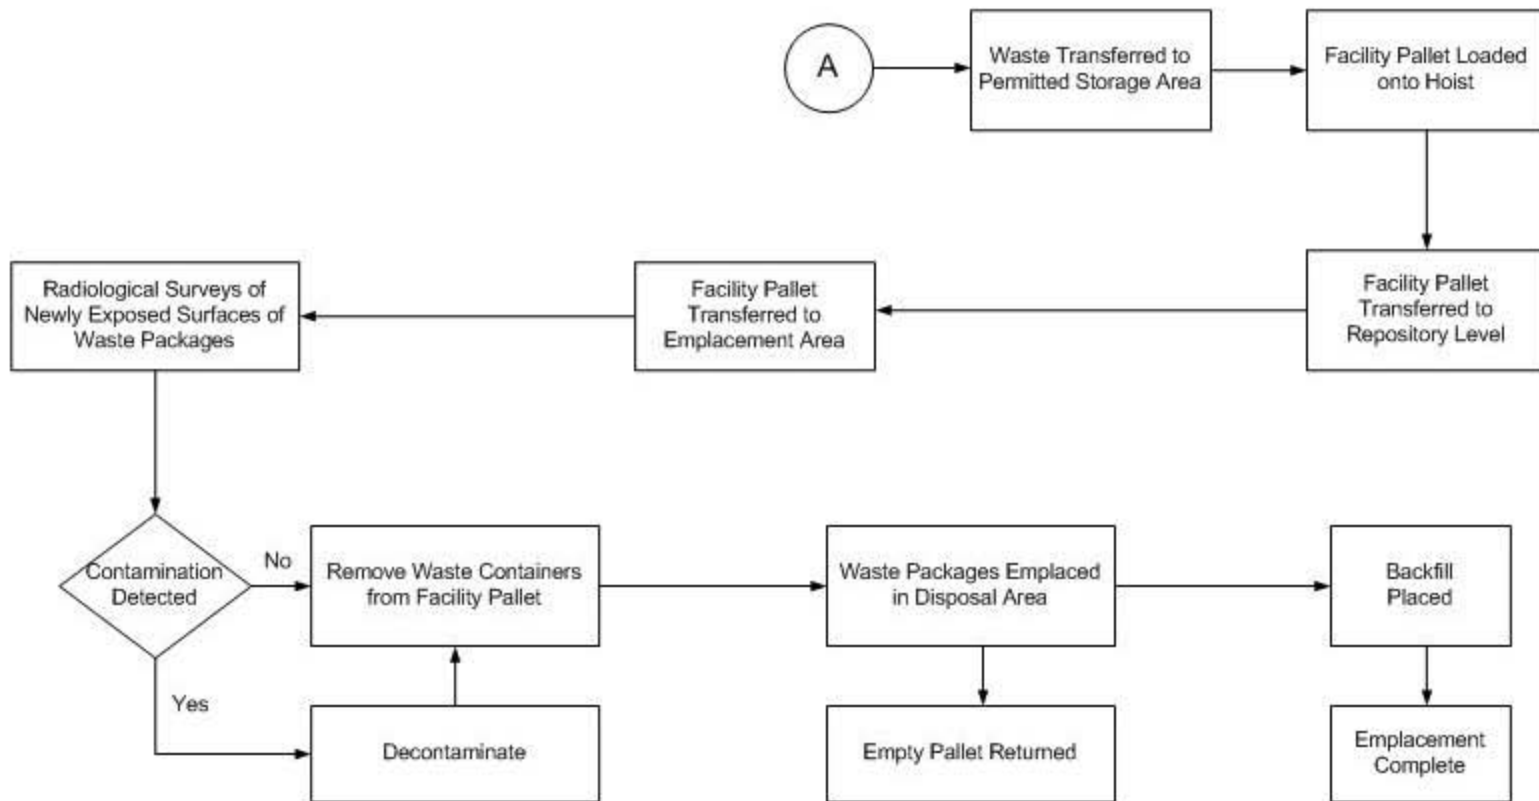 A
Waste Transferred to
Permitted Storage Area
Facility Pallet Loaded
onto Hoist
Facility Pallet
Transferred to
Repository Level
Facility Pallet
Transferred to
Emplacement Area
Radiological Surveys of
Newly Exposed Surfaces of
Waste Packages
Contamination
Detected
No
Yes
Remove Waste Containers
from Facility Pallet
Decontaminate
Waste Packages Emplaced
in Disposal Area
Empty Pallet Returned
Backfill
Placed
Emplacement
Complete